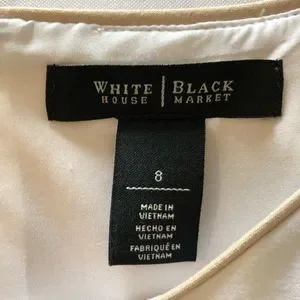 WHITE | BLACK
HOUSE | MARKET
8
MADE IN
VIETNAM
HECHO EN
VIETNAM
FABRIQUÉ EN
VIETNAM